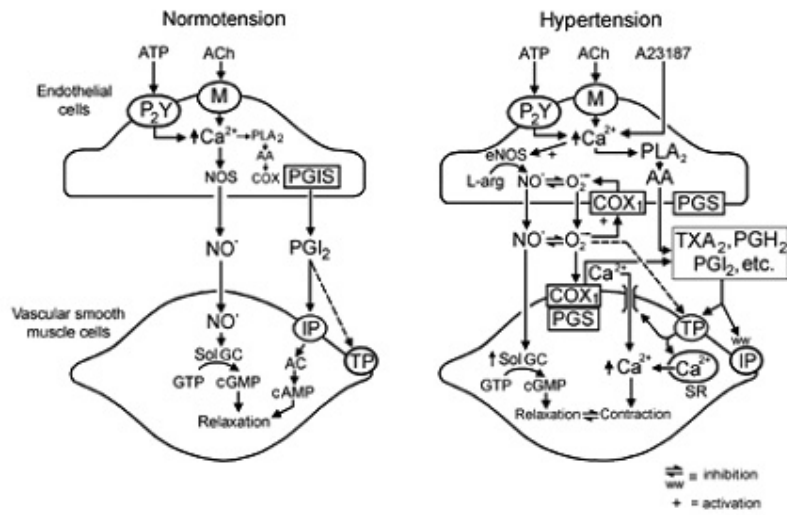 Normotension
ATP
ACh
Endothelial
cells
P₂Y
M
Ca²⁺
PLA₂
AA
COX
PGIS
NOS
NO˙
PGI₂
Vascular smooth
muscle cells
NO˙
IP
TP
Sol GC
AC
GTP
cGMP
cAMP
Relaxation
Hypertension
ATP
ACh
A23187
P₂Y
M
Ca²⁺
eNOS
+
PLA₂
L-arg
NO˙ ⇌ O₂˙⁻
AA
COX₁
PGS
+
NO˙ ⇌ O₂˙⁻
TXA₂, PGH₂
PGI₂, etc.
Ca²⁺
COX₁
PGS
TP
ww
IP
Sol GC
Ca²⁺
Ca²⁺
SR
GTP
cGMP
Relaxation ⇌ Contraction
⇌
ww = inhibition
+ = activation